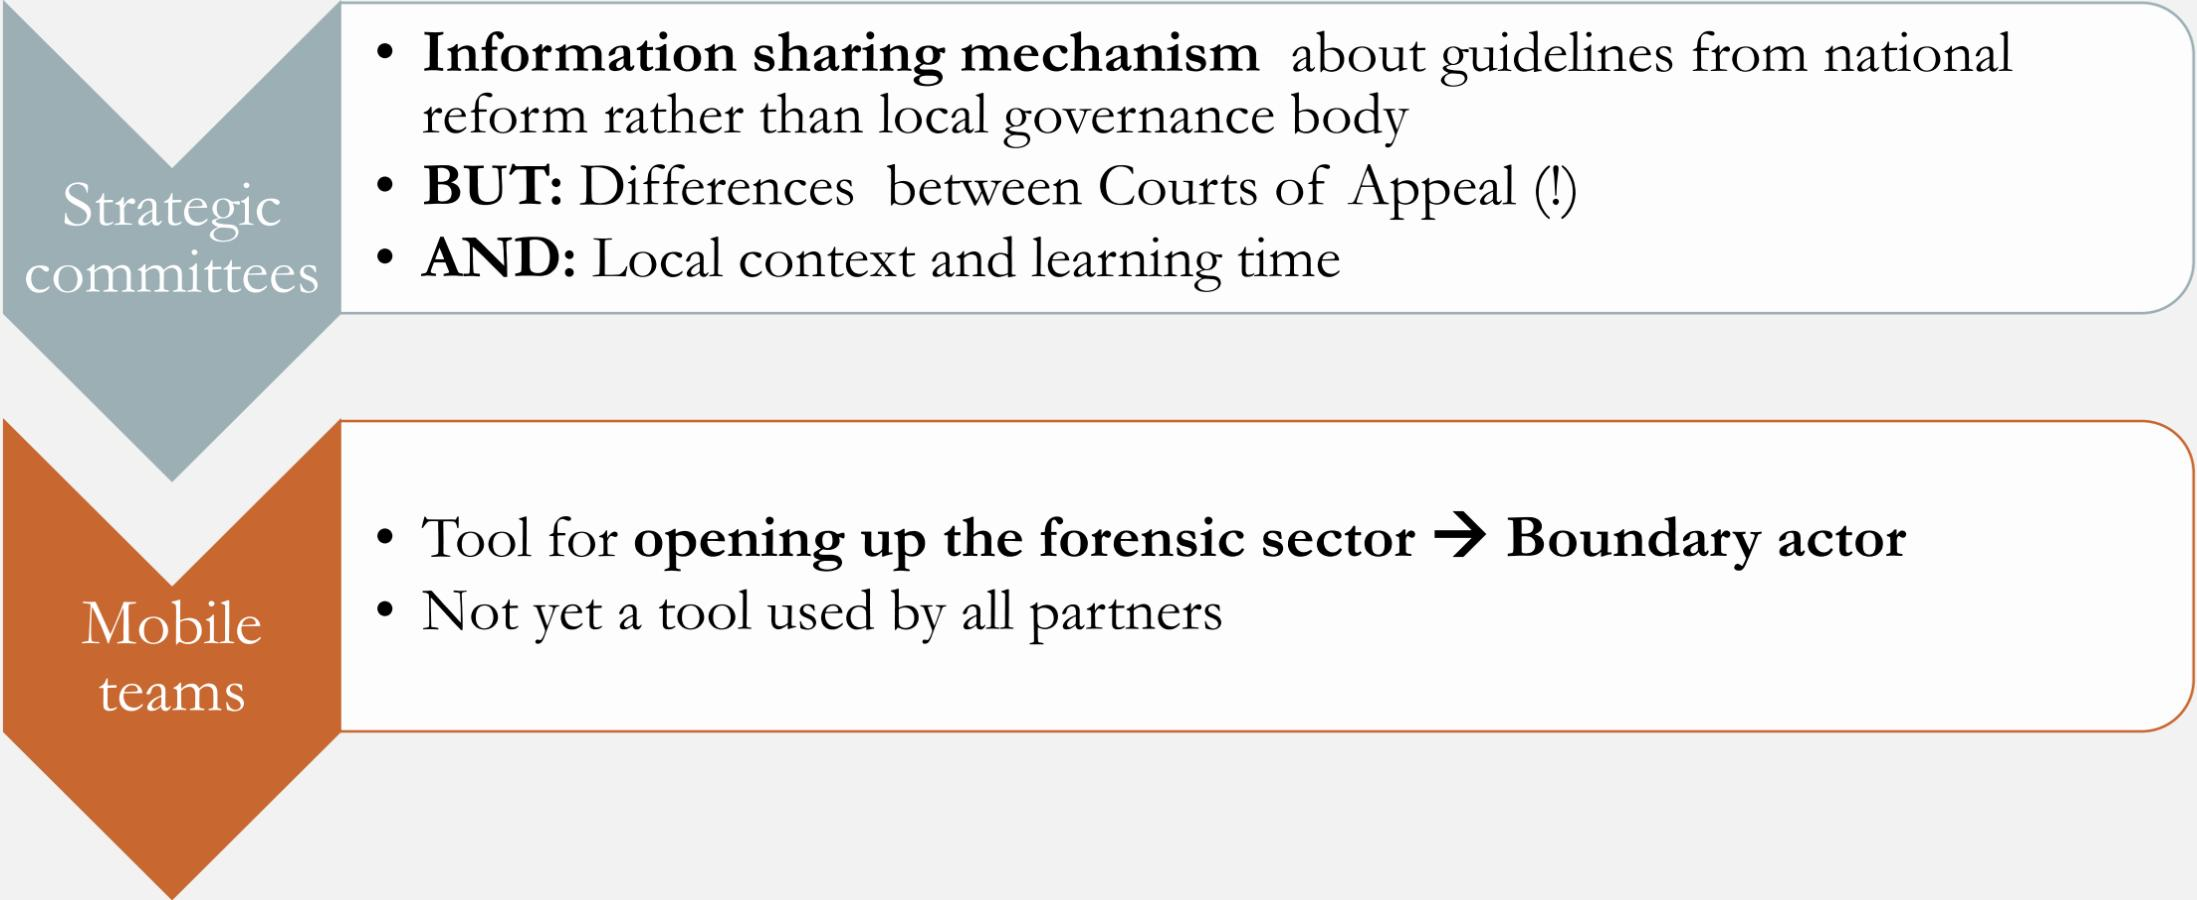 Strategic
committees
• Information sharing mechanism about guidelines from national
reform rather than local governance body
• BUT: Differences between Courts of Appeal (!)
• AND: Local context and learning time
Mobile
teams
• Tool for opening up the forensic sector → Boundary actor
• Not yet a tool used by all partners